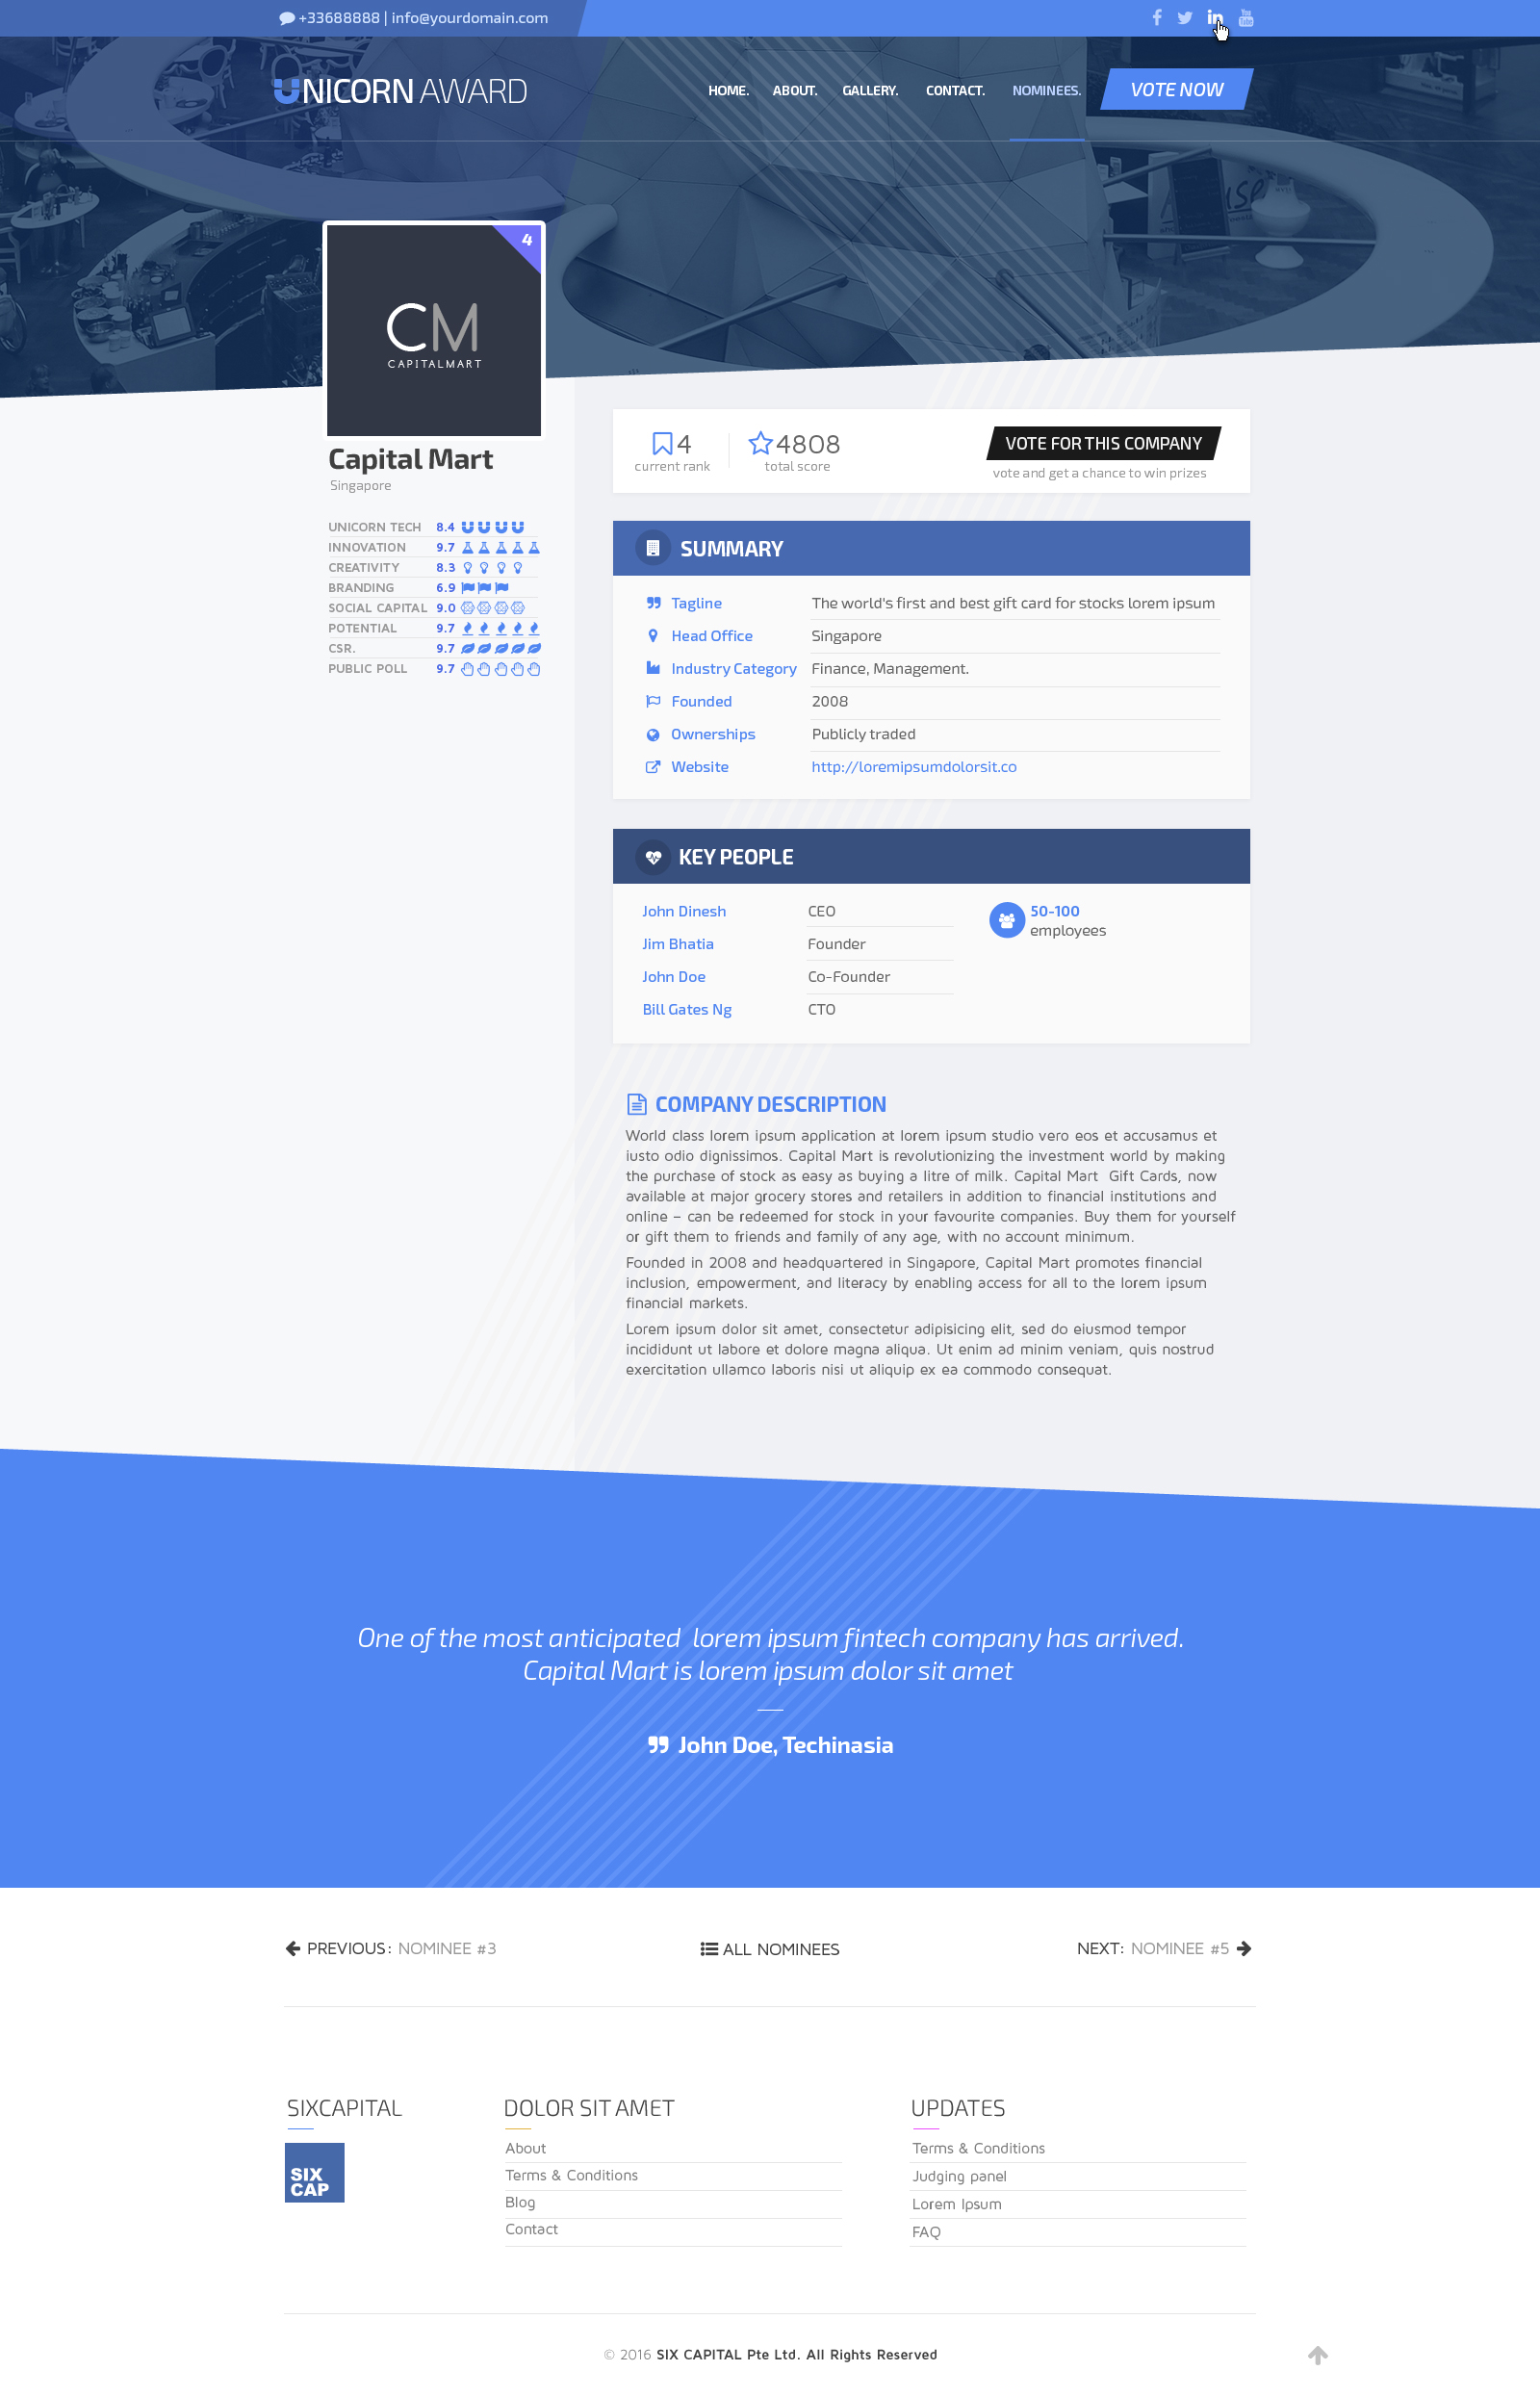 +33688888 | info@yourdomain.com
UNICORN AWARD
HOME. ABOUT. GALLERY. CONTACT. NOMINEES. VOTE NOW
4
CM
CAPITALMART
Capital Mart
Singapore
UNICORN TECH 8.4
INNOVATION 9.7
CREATIVITY 8.3
BRANDING 6.9
SOCIAL CAPITAL 9.0
POTENTIAL 9.7
CSR. 9.7
PUBLIC POLL 9.7
4
current rank
4808
total score
VOTE FOR THIS COMPANY
vote and get a chance to win prizes
SUMMARY
Tagline The world's first and best gift card for stocks lorem ipsum
Head Office Singapore
Industry Category Finance, Management.
Founded 2008
Ownerships Publicly traded
Website http://loremipsumdolorsit.co
KEY PEOPLE
John Dinesh CEO
Jim Bhatia Founder
John Doe Co-Founder
Bill Gates Ng CTO
50-100
employees
COMPANY DESCRIPTION
World class lorem ipsum application at lorem ipsum studio vero eos et accusamus et
iusto odio dignissimos. Capital Mart is revolutionizing the investment world by making
the purchase of stock as easy as buying a litre of milk. Capital Mart  Gift Cards, now
available at major grocery stores and retailers in addition to financial institutions and
online – can be redeemed for stock in your favourite companies. Buy them for yourself
or gift them to friends and family of any age, with no account minimum.
Founded in 2008 and headquartered in Singapore, Capital Mart promotes financial
inclusion, empowerment, and literacy by enabling access for all to the lorem ipsum
financial markets.
Lorem ipsum dolor sit amet, consectetur adipisicing elit, sed do eiusmod tempor
incididunt ut labore et dolore magna aliqua. Ut enim ad minim veniam, quis nostrud
exercitation ullamco laboris nisi ut aliquip ex ea commodo consequat.
One of the most anticipated  lorem ipsum fintech company has arrived.
Capital Mart is lorem ipsum dolor sit amet
John Doe, Techinasia
PREVIOUS: NOMINEE #3
ALL NOMINEES
NEXT: NOMINEE #5
SIXCAPITAL
SIX
CAP
DOLOR SIT AMET
About
Terms & Conditions
Blog
Contact
UPDATES
Terms & Conditions
Judging panel
Lorem Ipsum
FAQ
© 2016 SIX CAPITAL Pte Ltd. All Rights Reserved